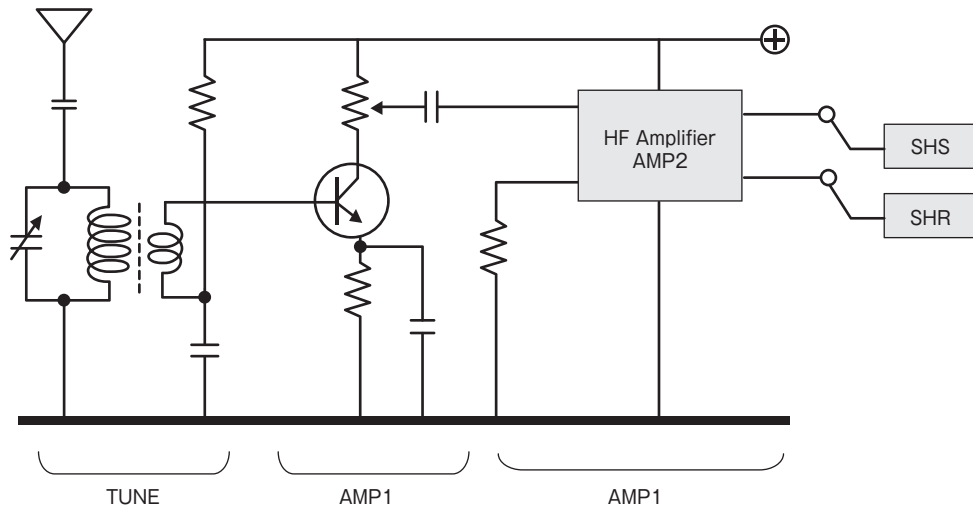 HF Amplifier
AMP2
SHS
SHR
TUNE
AMP1
AMP1